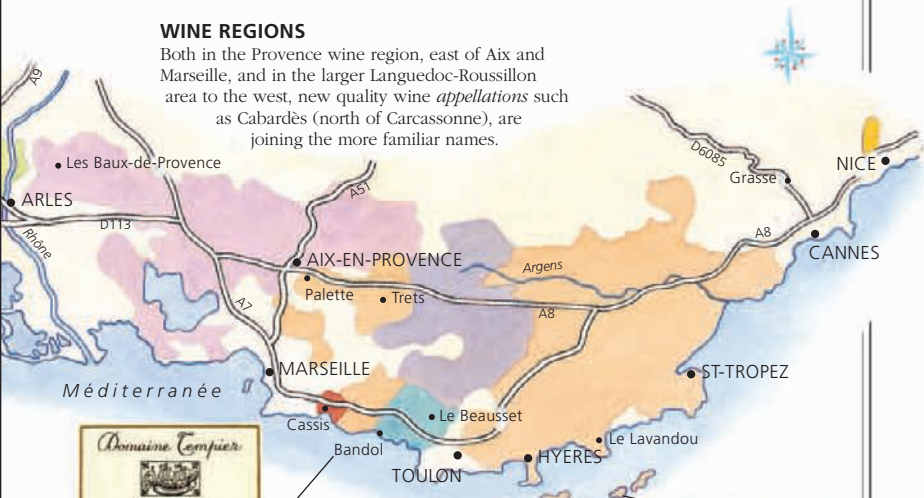 WINE REGIONS
Both in the Provence wine region, east of Aix and
Marseille, and in the larger Languedoc-Roussillon
area to the west, new quality wine appellations such
as Cabardès (north of Carcassonne), are
joining the more familiar names.
A9
Les Baux-de-Provence
ARLES
D113
Rhône
A51
D6085
Grasse
NICE
A8
CANNES
AIX-EN-PROVENCE
Argens
Palette
Trets
A7
A8
MARSEILLE
ST-TROPEZ
Méditerranée
Cassis
Le Beausset
Bandol
Le Lavandou
TOULON
HYERES
Domaine Tempier